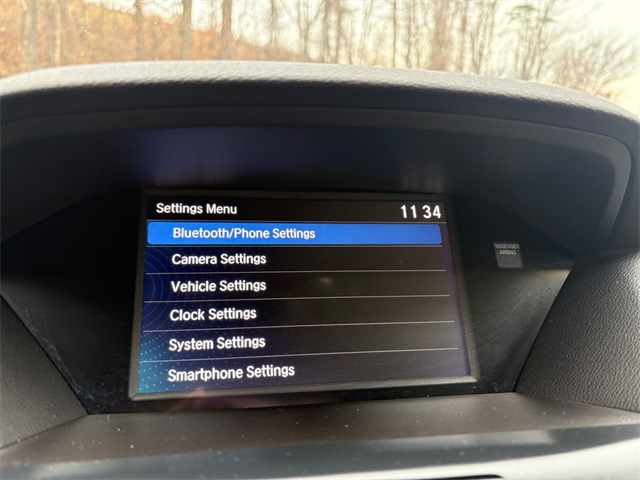 Settings Menu
11 34
Bluetooth/Phone Settings
Camera Settings
Vehicle Settings
Clock Settings
System Settings
Smartphone Settings
PASSENGER
AIRBAG